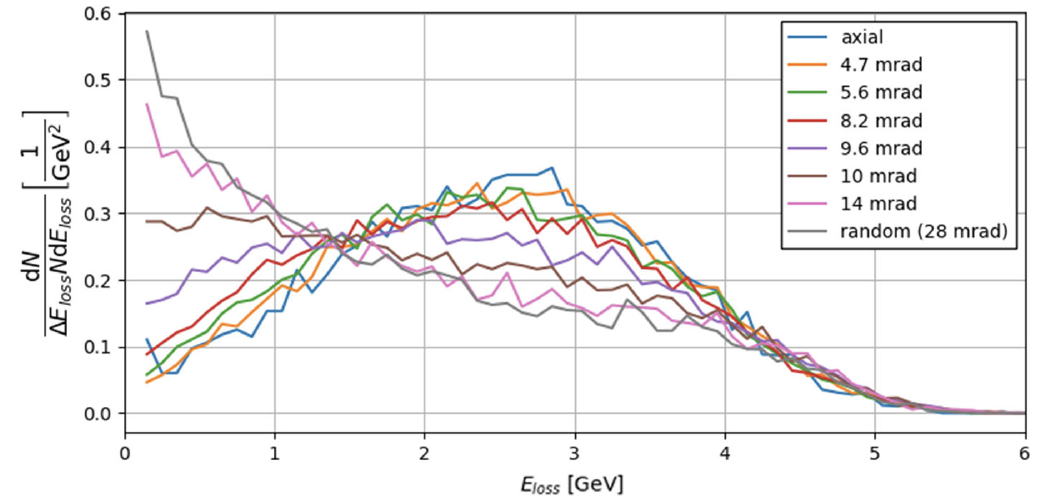 0.6
0.5
0.4
0.3
0.2
0.1
0.0
dN
ΔE_loss N dE_loss
[ 1
GeV² ]
axial
4.7 mrad
5.6 mrad
8.2 mrad
9.6 mrad
10 mrad
14 mrad
random (28 mrad)
0 1 2 3 4 5 6
E_loss [GeV]